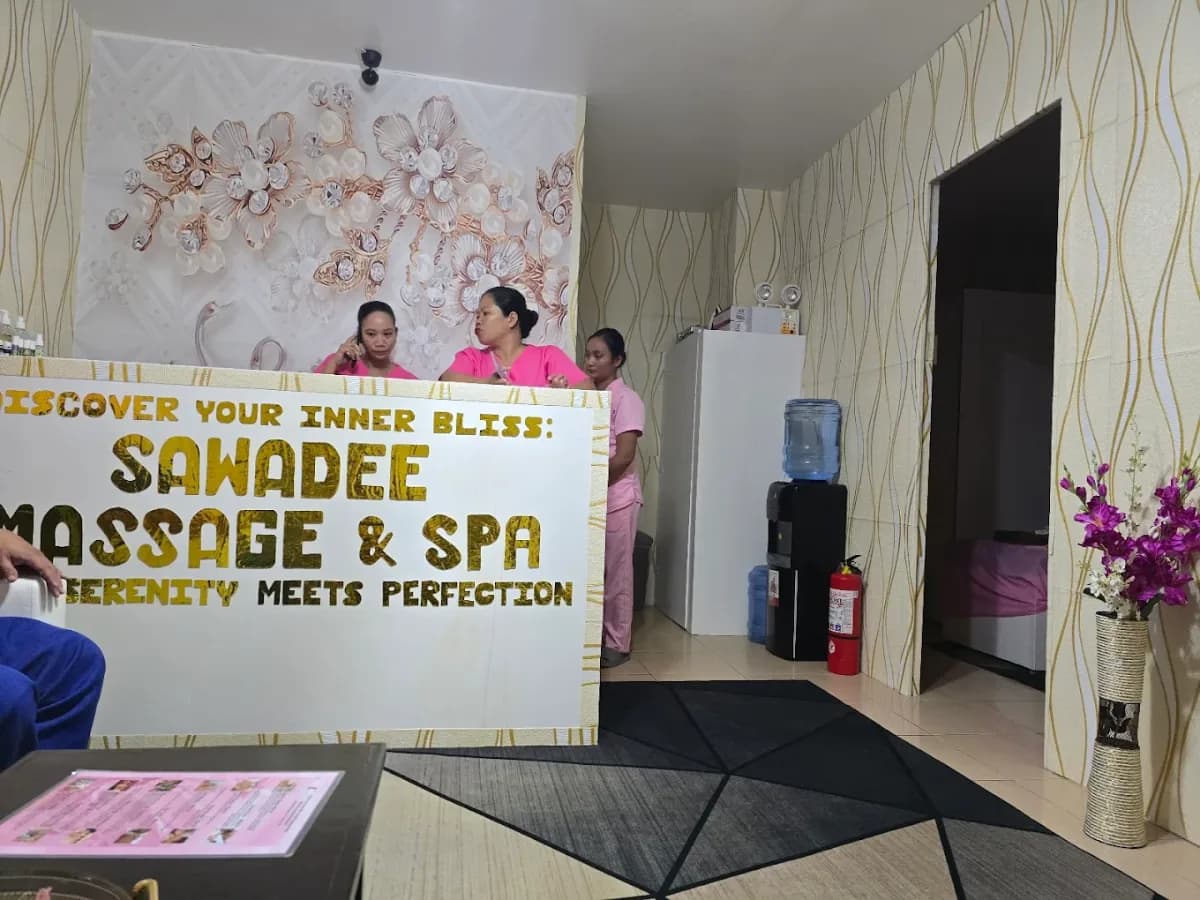 DISCOVER YOUR INNER BLISS:
SAWADEE
MASSAGE & SPA
SERENITY MEETS PERFECTION